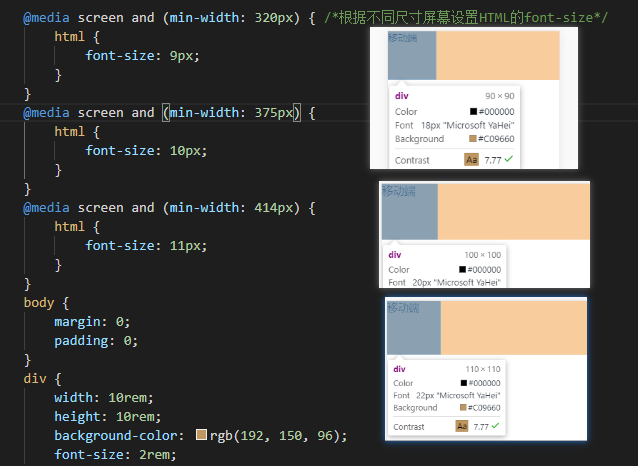 @media screen and (min-width: 320px) { /*根据不同尺寸屏幕设置HTML的font-size*/
html {
font-size: 9px;
}
}
@media screen and (min-width: 375px) {
html {
font-size: 10px;
}
}
@media screen and (min-width: 414px) {
html {
font-size: 11px;
}
}
body {
margin: 0;
padding: 0;
}
div {
width: 10rem;
height: 10rem;
background-color: rgb(192, 150, 96);
font-size: 2rem;
移动端
div 90 × 90
Color #000000
Font 18px "Microsoft YaHei"
Background #C09660
Contrast Aa 7.77
移动端
div 100 × 100
Color #000000
Font 20px "Microsoft YaHei"
移动端
div 110 × 110
Color #000000
Font 22px "Microsoft YaHei"
Background #C09660
Contrast Aa 7.77